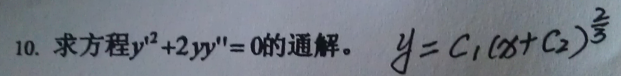 10. 求方程y'²+2yy''=0的通解。 y = C₁(x+C₂)^(2/3)